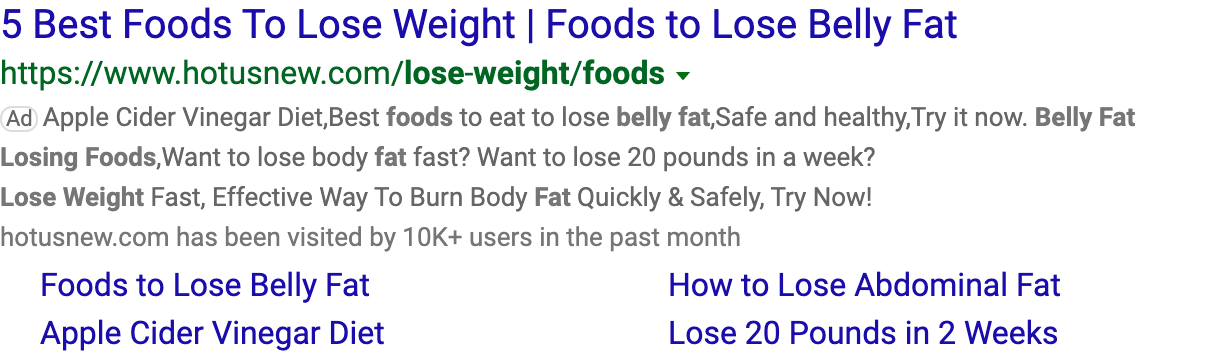 5 Best Foods To Lose Weight | Foods to Lose Belly Fat
https://www.hotusnew.com/lose-weight/foods
Ad Apple Cider Vinegar Diet,Best foods to eat to lose belly fat,Safe and healthy,Try it now. Belly Fat
Losing Foods,Want to lose body fat fast? Want to lose 20 pounds in a week?
Lose Weight Fast, Effective Way To Burn Body Fat Quickly & Safely, Try Now!
hotusnew.com has been visited by 10K+ users in the past month
Foods to Lose Belly Fat
How to Lose Abdominal Fat
Apple Cider Vinegar Diet
Lose 20 Pounds in 2 Weeks